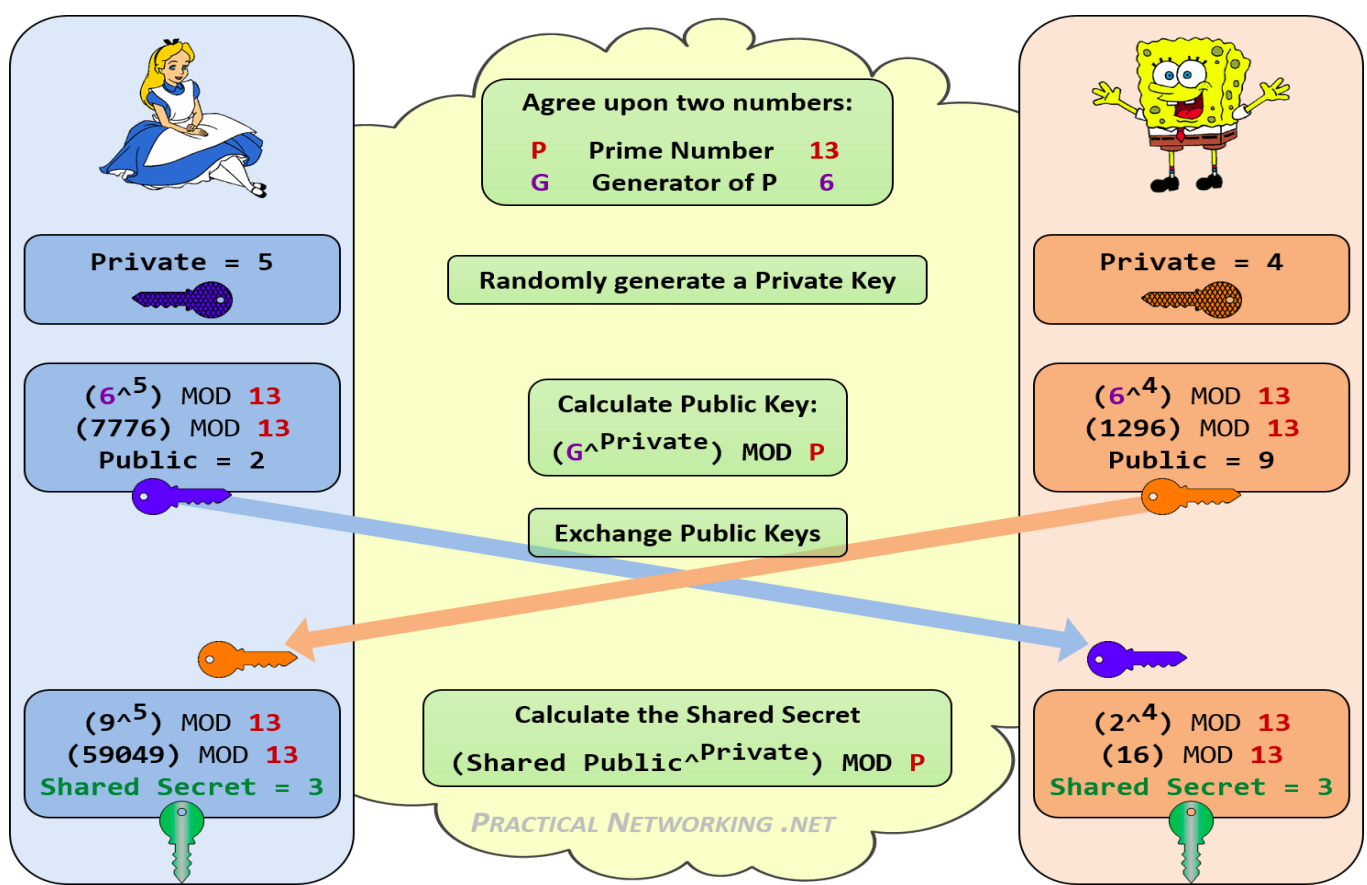 Agree upon two numbers:
P Prime Number 13
G Generator of P 6
Private = 5
Randomly generate a Private Key
Private = 4
(6^5) MOD 13
(7776) MOD 13
Public = 2
Calculate Public Key:
(G^Private) MOD P
(6^4) MOD 13
(1296) MOD 13
Public = 9
Exchange Public Keys
(9^5) MOD 13
(59049) MOD 13
Shared Secret = 3
Calculate the Shared Secret
(Shared Public^Private) MOD P
(2^4) MOD 13
(16) MOD 13
Shared Secret = 3
PRACTICAL NETWORKING .NET